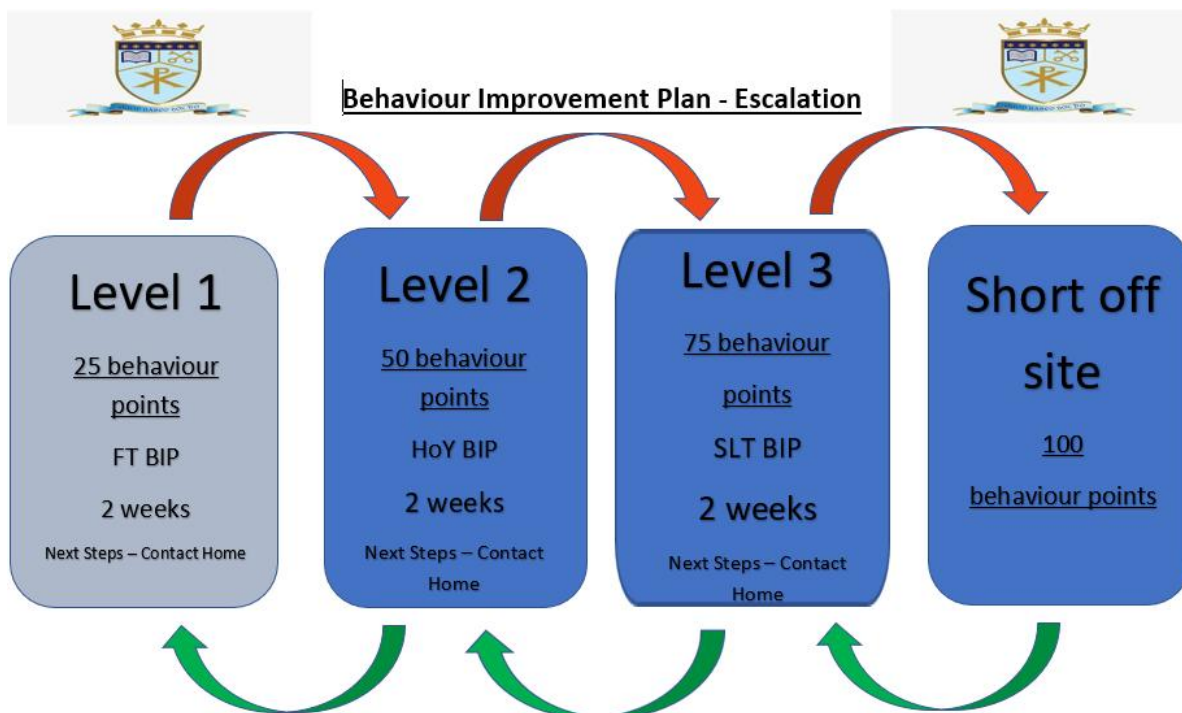 Behaviour Improvement Plan - Escalation
Level 1
25 behaviour
points
FT BIP
2 weeks
Next Steps – Contact Home
Level 2
50 behaviour
points
HoY BIP
2 weeks
Next Steps – Contact
Home
Level 3
75 behaviour
points
SLT BIP
2 weeks
Next Steps – Contact
Home
Short off
site
100
behaviour points